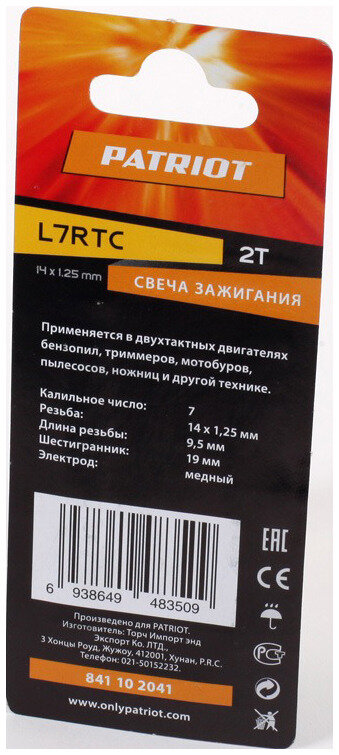 PATRIOT
L7RTC
2T
14 x 1.25 mm
СВЕЧА ЗАЖИГАНИЯ
Применяется в двухтактных двигателях
бензопил, триммеров, мотобуров,
пылесосов, ножниц и другой технике.
Калильное число: 7
Резьба: 14 x 1,25 мм
Длина резьбы: 9,5 мм
Шестигранник: 19 мм
Электрод: медный
6 938649 483509
EAC
CE
Произведено для PATRIOT.
Изготовитель: Торч Импорт энд
Экспорт Ко. ЛТД.,
3 Хонцы Роуд, Жужоу, 412001, Хунан, P.R.C.
Телефон: 021-50152232.
841 10 2041
www.onlypatriot.com